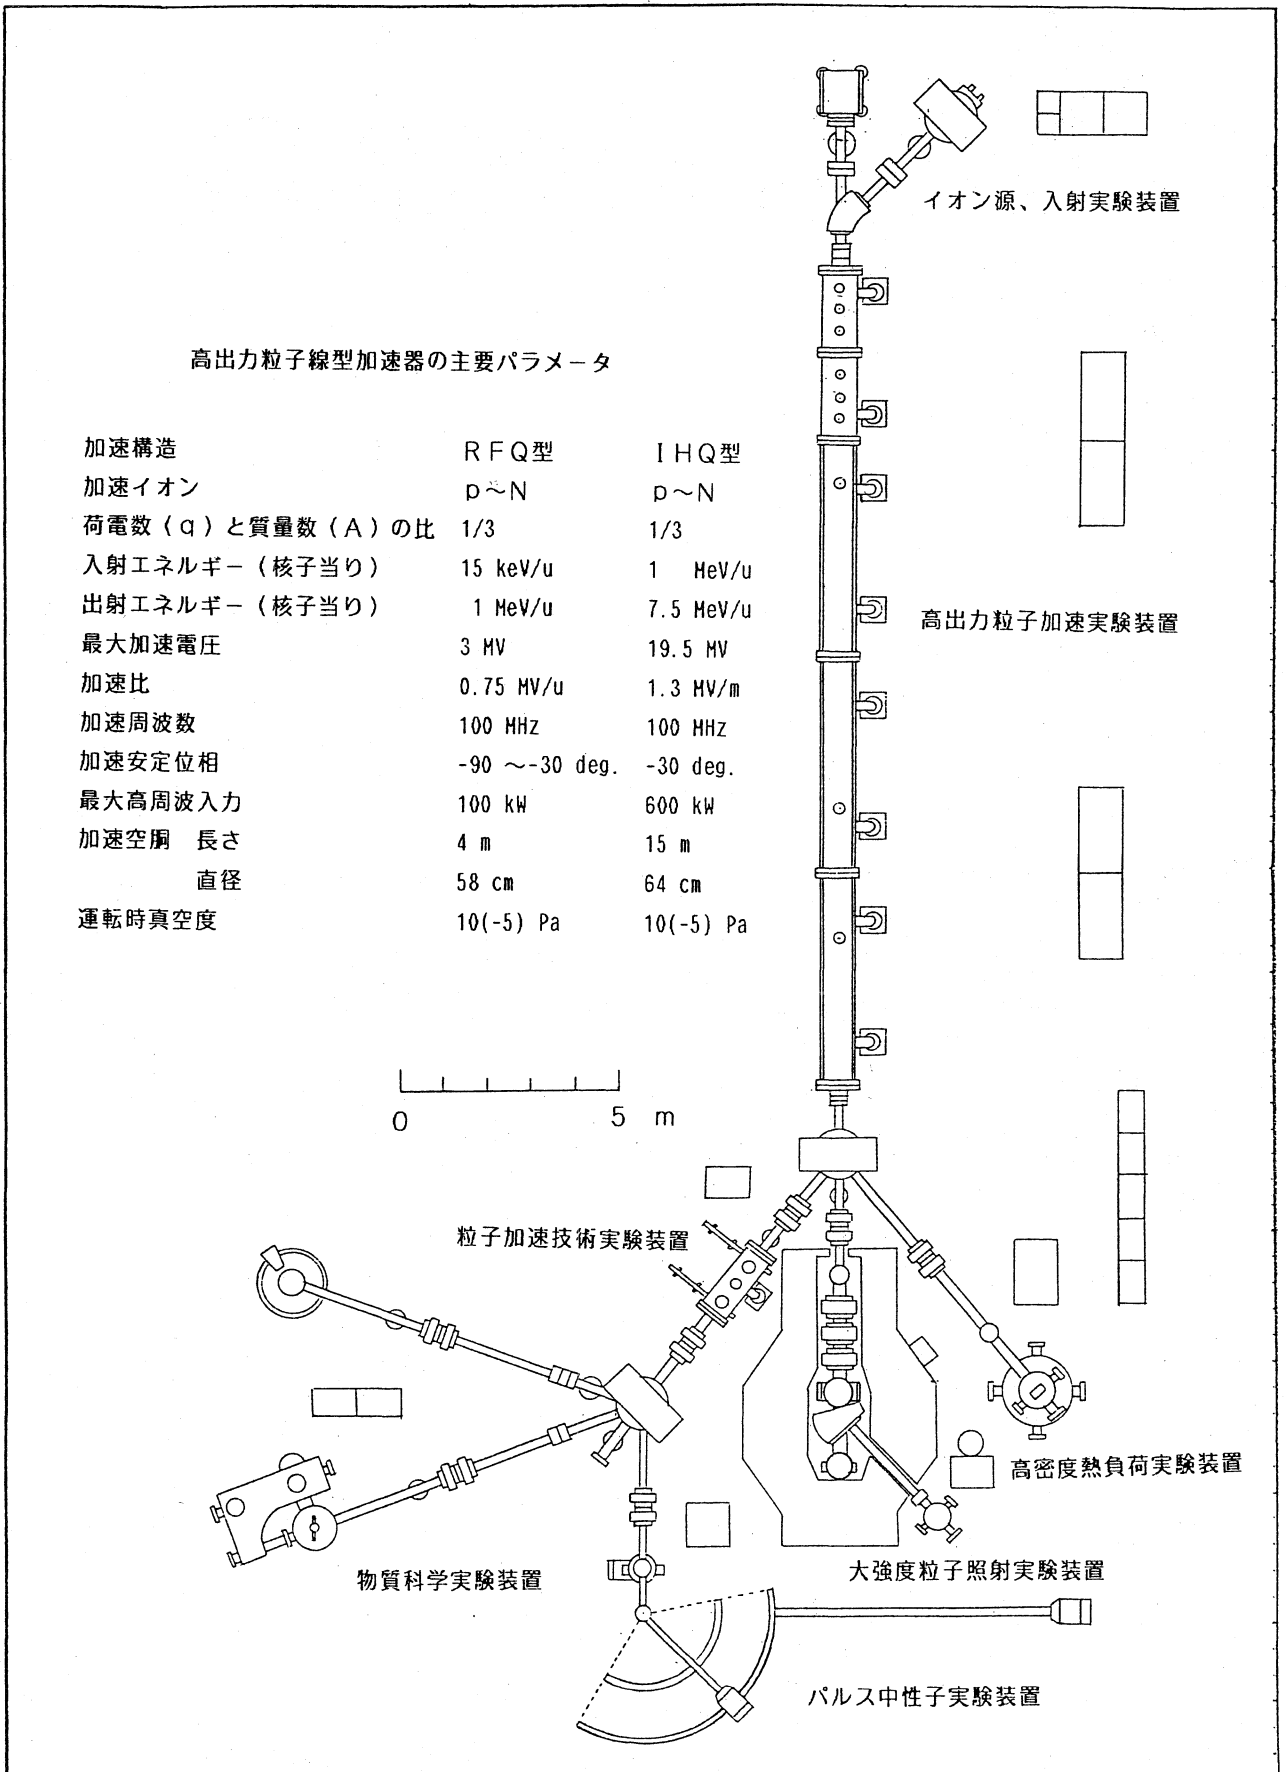 イオン源、入射実験装置
高出力粒子線型加速器の主要パラメータ
加速構造 RFQ型 IHQ型
加速イオン p~N p~N
荷電数(q)と質量数(A)の比 1/3 1/3
入射エネルギー(核子当り) 15 keV/u 1 MeV/u
出射エネルギー(核子当り) 1 MeV/u 7.5 MeV/u
高出力粒子加速実験装置
最大加速電圧 3 MV 19.5 MV
加速比 0.75 MV/u 1.3 MV/m
加速周波数 100 MHz 100 MHz
加速安定位相 -90 ~-30 deg. -30 deg.
最大高周波入力 100 kW 600 kW
加速空胴 長さ 4 m 15 m
直径 58 cm 64 cm
運転時真空度 10(-5) Pa 10(-5) Pa
0 5 m
粒子加速技術実験装置
高密度熱負荷実験装置
大強度粒子照射実験装置
物質科学実験装置
パルス中性子実験装置